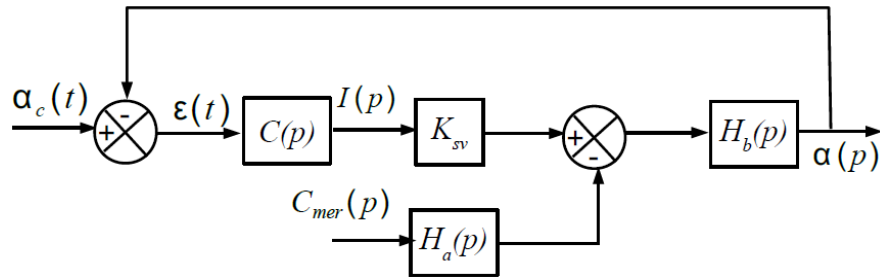 α_c(t)
+
-
ε(t)
C(p)
I(p)
K_sv
+
-
H_b(p)
α(p)
C_mer(p)
H_a(p)